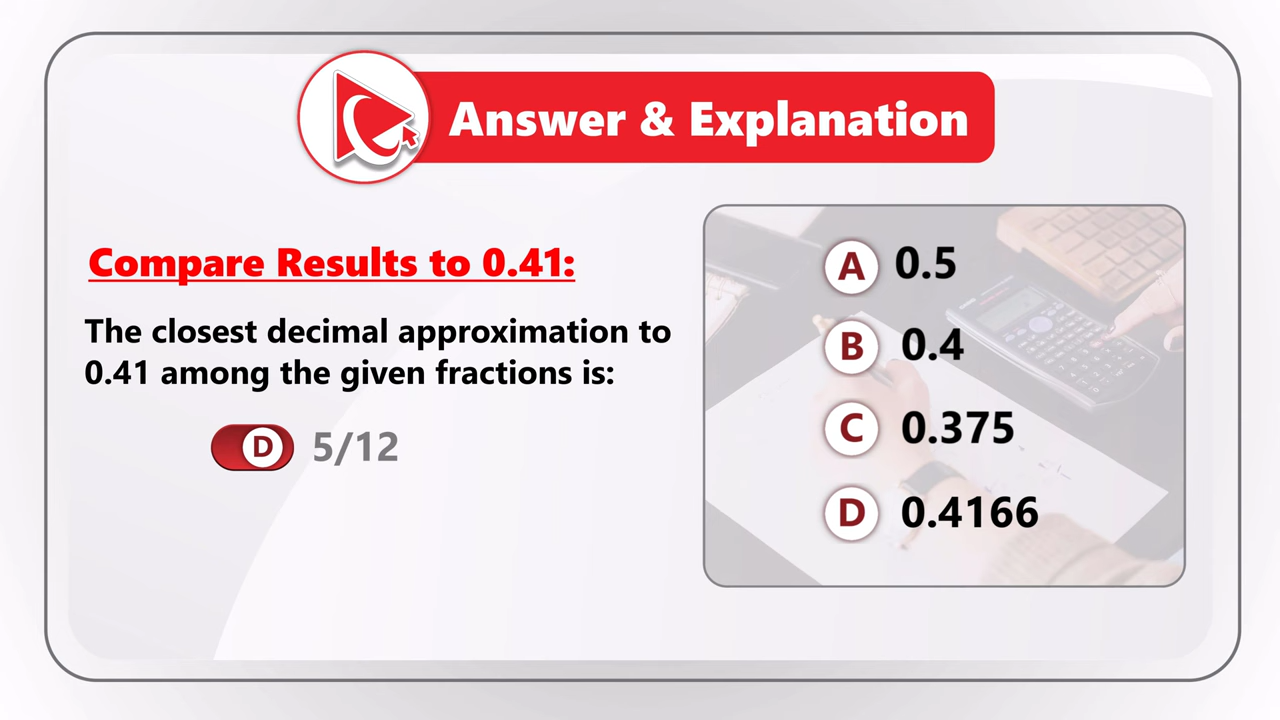 Answer & Explanation
Compare Results to 0.41:
The closest decimal approximation to
0.41 among the given fractions is:
D 5/12
A 0.5
B 0.4
C 0.375
D 0.4166